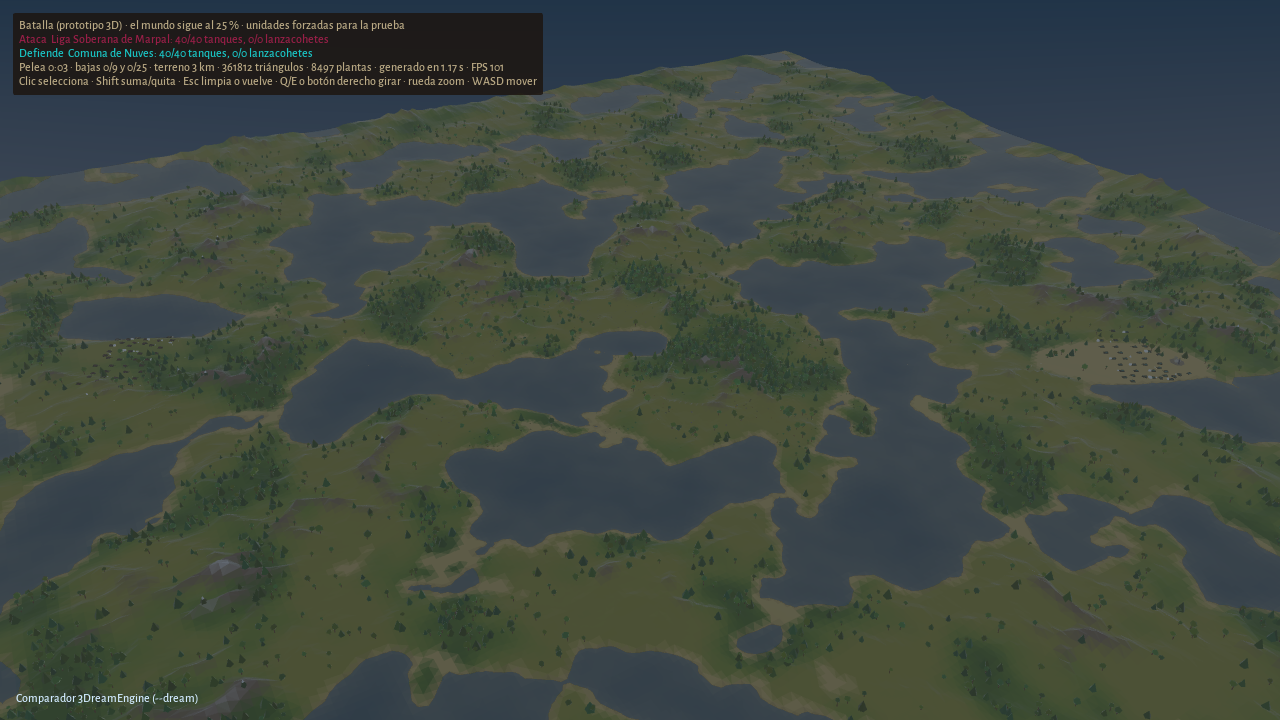 Batalla (prototipo 3D) · el mundo sigue al 25 % · unidades forzadas para la prueba
Ataca Liga Soberana de Marpal: 40/40 tanques, 0/0 lanzacohetes
Defiende Comuna de Nuves: 40/40 tanques, 0/0 lanzacohetes
Pelea 0:03 · bajas 0/9 y 0/25 · terreno 3 km · 361812 triángulos · 8497 plantas · generado en 1.17 s · FPS 101
Clic selecciona · Shift suma/quita · Esc limpia o vuelve · Q/E o botón derecho girar · rueda zoom · WASD mover
Comparador 3DreamEngine (--dream)